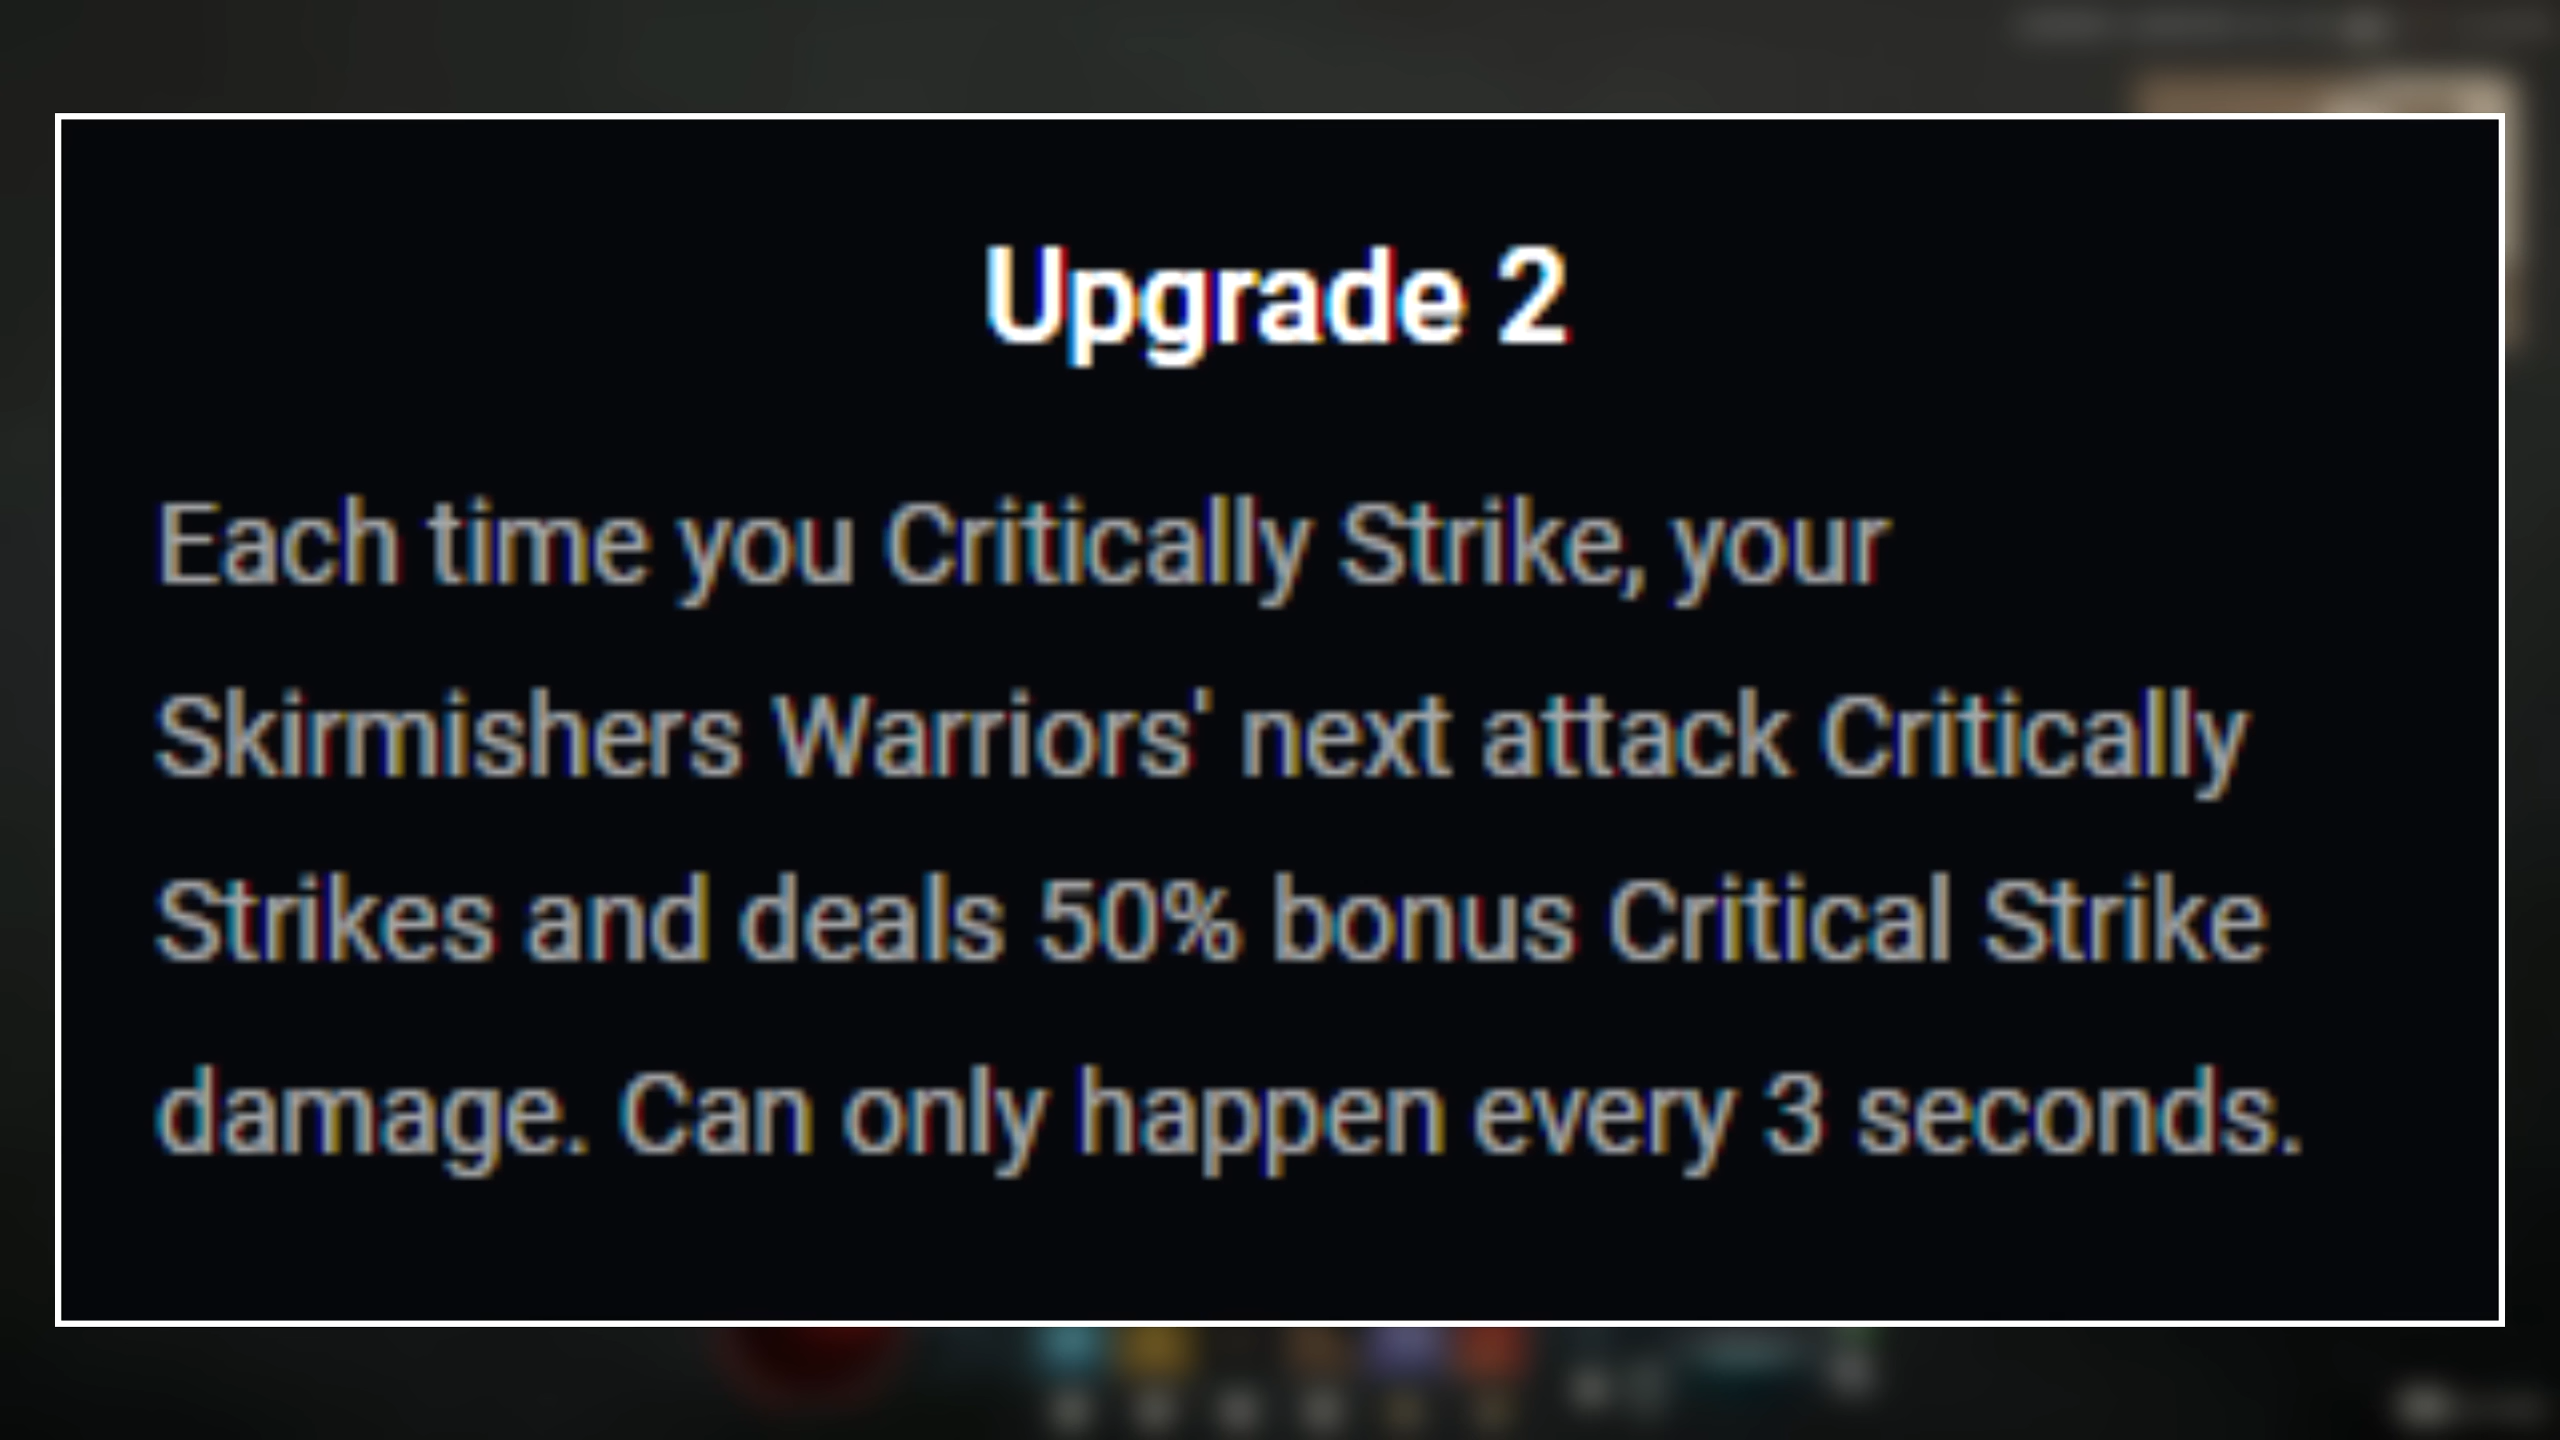 Upgrade 2
Each time you Critically Strike, your
Skirmishers Warriors' next attack Critically
Strikes and deals 50% bonus Critical Strike
damage. Can only happen every 3 seconds.